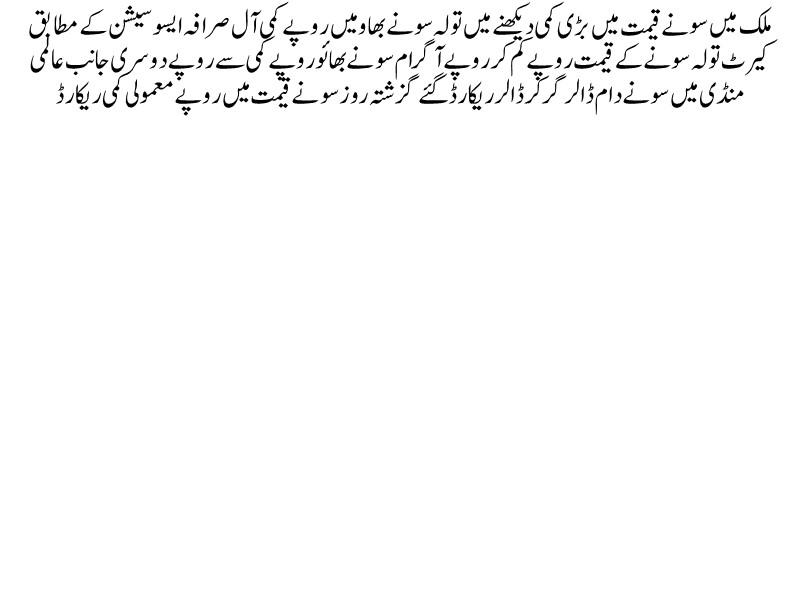 ملک میں سونے قیمت میں بڑی کمی دیکھنے میں تولہ سونے بھاو میں روپے کمی آل صرافہ ایسوسیشن کے مطابق
کیرٹ تولہ سونے کے قیمت روپے کم کر روپے آ گرام سونے بھائو روپے کمی سے روپے دوسری جانب عالمی
منڈی میں سونے دام ڈالر گر کر ڈالر ریکارڈ گئے گزشتہ روز سونے قیمت میں روپے معمولی کمی ریکارڈ